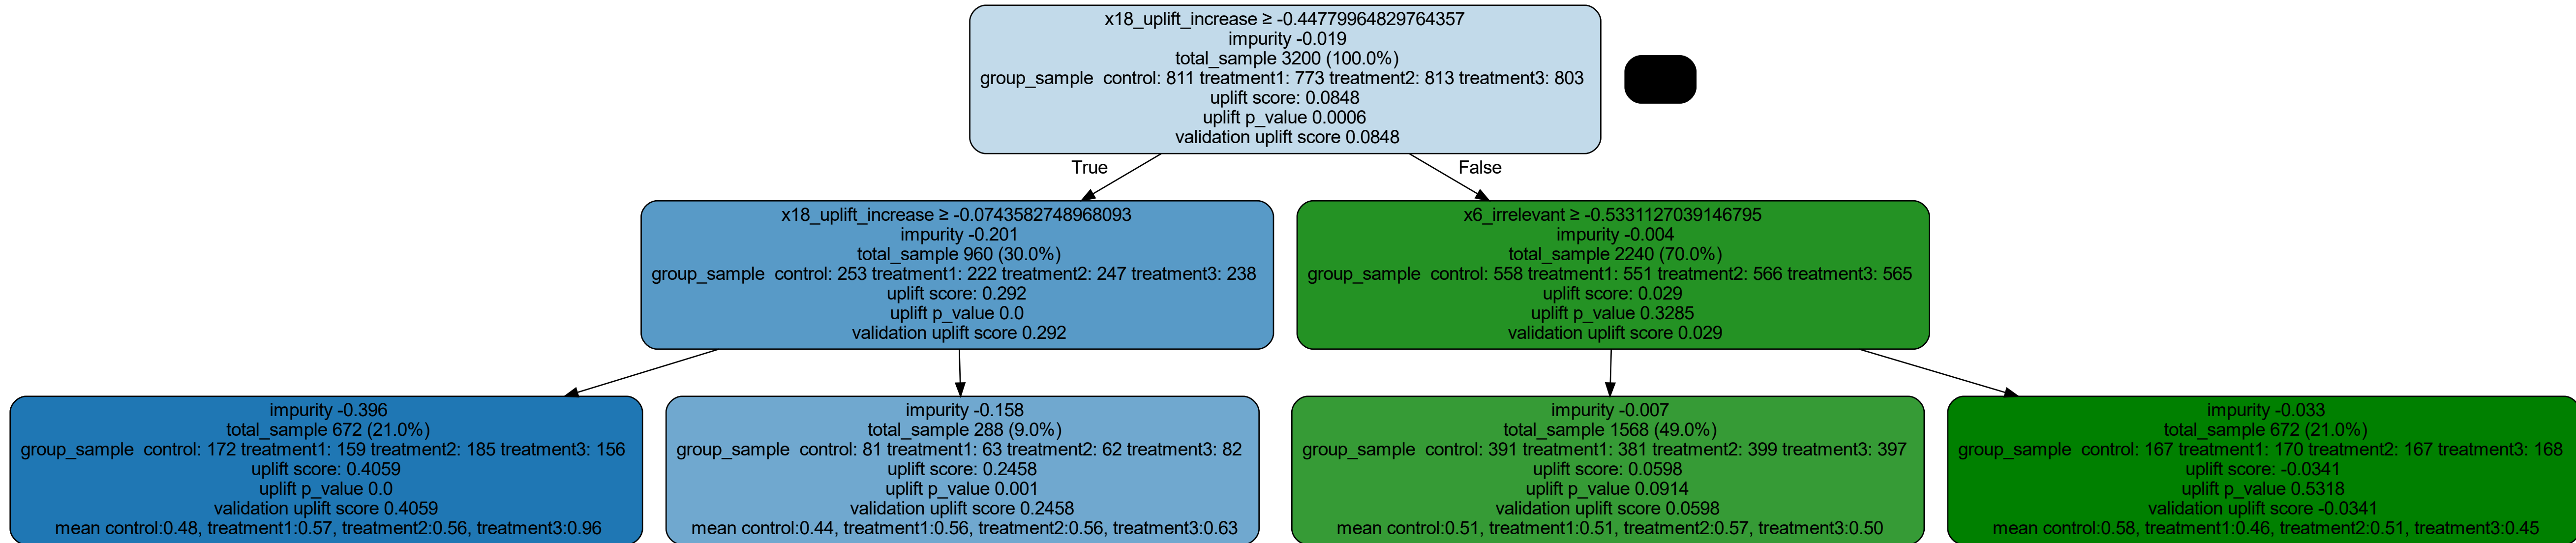 x18_uplift_increase ≥ -0.44779964829764357
impurity -0.019
total_sample 3200 (100.0%)
group_sample  control: 811 treatment1: 773 treatment2: 813 treatment3: 803
uplift score: 0.0848
uplift p_value 0.0006
validation uplift score 0.0848
True
False
x18_uplift_increase ≥ -0.0743582748968093
impurity -0.201
total_sample 960 (30.0%)
group_sample  control: 253 treatment1: 222 treatment2: 247 treatment3: 238
uplift score: 0.292
uplift p_value 0.0
validation uplift score 0.292
x6_irrelevant ≥ -0.5331127039146795
impurity -0.004
total_sample 2240 (70.0%)
group_sample  control: 558 treatment1: 551 treatment2: 566 treatment3: 565
uplift score: 0.029
uplift p_value 0.3285
validation uplift score 0.029
impurity -0.396
total_sample 672 (21.0%)
group_sample  control: 172 treatment1: 159 treatment2: 185 treatment3: 156
uplift score: 0.4059
uplift p_value 0.0
validation uplift score 0.4059
mean control:0.48, treatment1:0.57, treatment2:0.56, treatment3:0.96
impurity -0.158
total_sample 288 (9.0%)
group_sample  control: 81 treatment1: 63 treatment2: 62 treatment3: 82
uplift score: 0.2458
uplift p_value 0.001
validation uplift score 0.2458
mean control:0.44, treatment1:0.56, treatment2:0.56, treatment3:0.63
impurity -0.007
total_sample 1568 (49.0%)
group_sample  control: 391 treatment1: 381 treatment2: 399 treatment3: 397
uplift score: 0.0598
uplift p_value 0.0914
validation uplift score 0.0598
mean control:0.51, treatment1:0.51, treatment2:0.57, treatment3:0.50
impurity -0.033
total_sample 672 (21.0%)
group_sample  control: 167 treatment1: 170 treatment2: 167 treatment3: 168
uplift score: -0.0341
uplift p_value 0.5318
validation uplift score -0.0341
mean control:0.58, treatment1:0.46, treatment2:0.51, treatment3:0.45